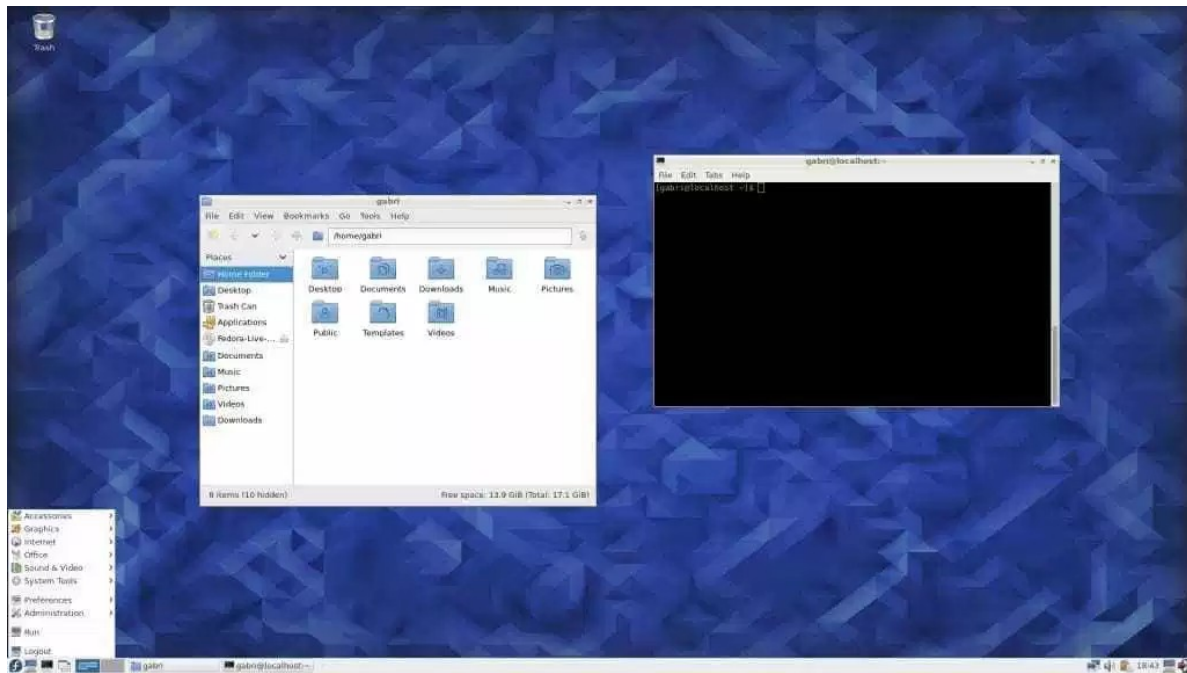 Trash
gabri
File Edit View Bookmarks Go Tools Help
/home/gabri
Places
Home Folder
Desktop
Trash Can
Applications
Fedora-Live-...
Documents
Music
Pictures
Videos
Downloads
Desktop Documents Downloads Music Pictures
Public Templates Videos
8 items (10 hidden) Free space: 13.9 GiB (Total: 17.1 GiB)
gabri@localhost:~
File Edit Tabs Help
[gabri@localhost ~]$
Accessories
Graphics
Internet
Office
Sound & Video
System Tools
Preferences
Administration
Run
Logout
gabri gabri@localhost:~ 18:43